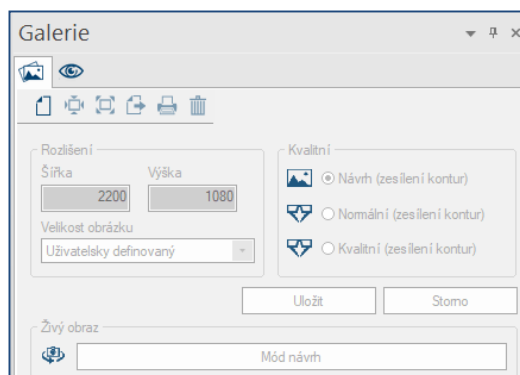 Galerie
Rozlišení
Šířka
Výška
2200
1080
Velikost obrázku
Uživatelsky definovaný
Kvalitní
Návrh (zesílení kontur)
Normální (zesílení kontur)
Kvalitní (zesílení kontur)
Uložit
Storno
Živý obraz
Mód návrh